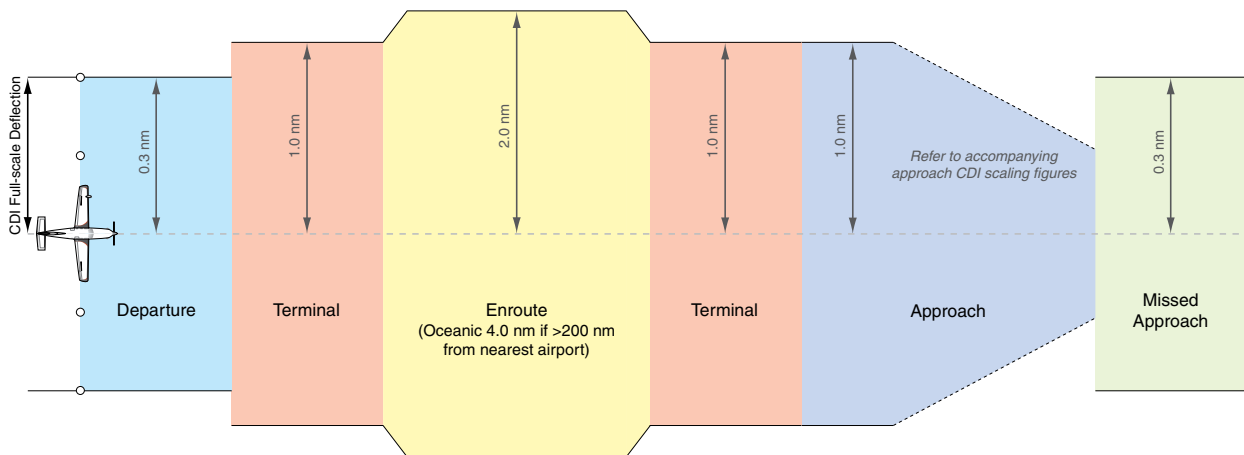 CDI Full-scale Deflection
0.3 nm
Departure
1.0 nm
Terminal
2.0 nm
Enroute
(Oceanic 4.0 nm if >200 nm
from nearest airport)
1.0 nm
Terminal
1.0 nm
Refer to accompanying
approach CDI scaling figures
Approach
0.3 nm
Missed
Approach